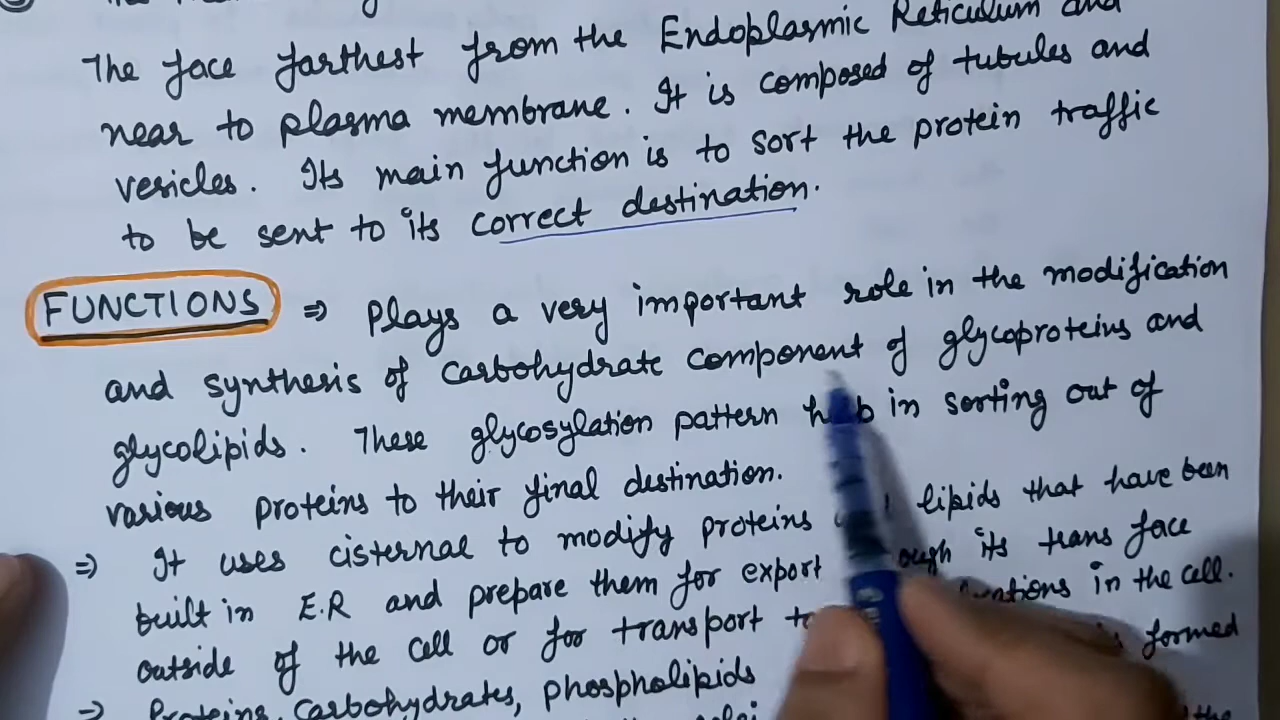 The face farthest from the Endoplasmic Reticulum and
near to plasma membrane. It is composed of tubules and
vesicles. Its main function is to sort the protein traffic
to be sent to its correct destination.
FUNCTIONS ⇒ Plays a very important role in the modification
and synthesis of carbohydrate component of glycoproteins and
glycolipids. These glycosylation pattern in sorting out of
various proteins to their final destination.
⇒ It uses cisternae to modify proteins lipids that have been
built in E.R and prepare them for export its trans face
outside of the cell or for transport in the cell.
⇒ Proteins, Carbohydrates, phospholipids formed